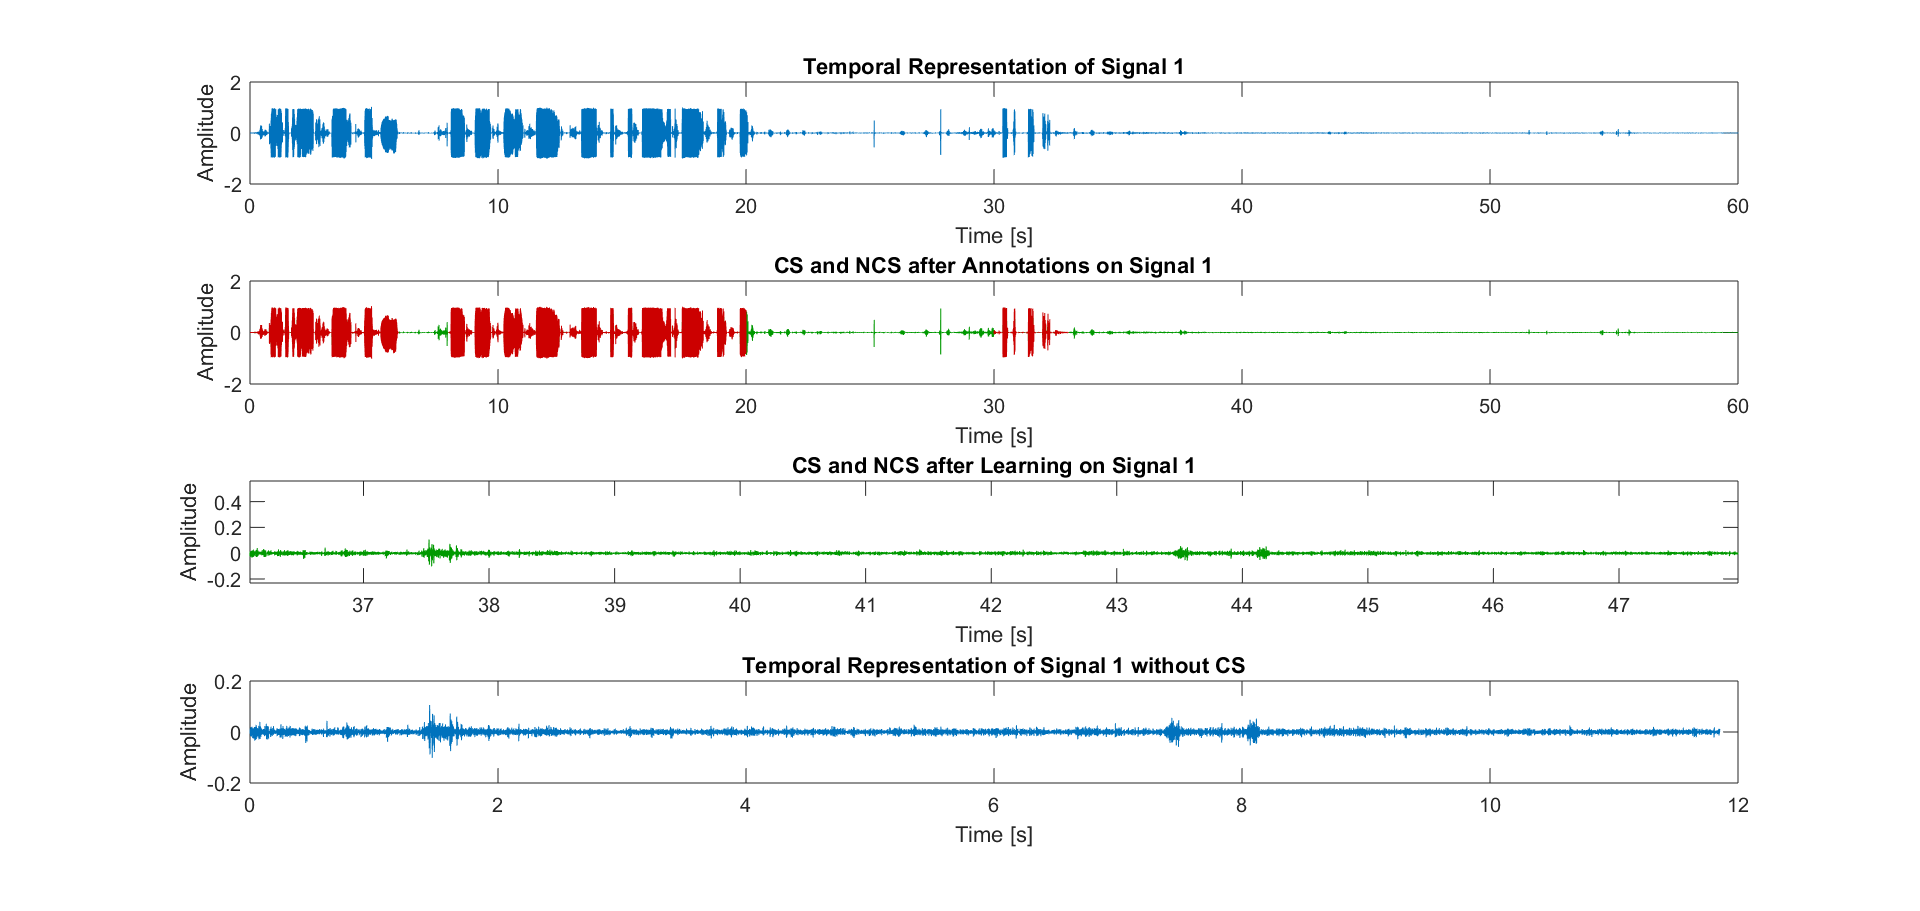 Temporal Representation of Signal 1
Amplitude
2
0
-2
0 10 20 30 40 50 60
Time [s]
CS and NCS after Annotations on Signal 1
Amplitude
2
0
-2
0 10 20 30 40 50 60
Time [s]
CS and NCS after Learning on Signal 1
Amplitude
0.4
0.2
0
-0.2
37 38 39 40 41 42 43 44 45 46 47
Time [s]
Temporal Representation of Signal 1 without CS
Amplitude
0.2
0
-0.2
0 2 4 6 8 10 12
Time [s]